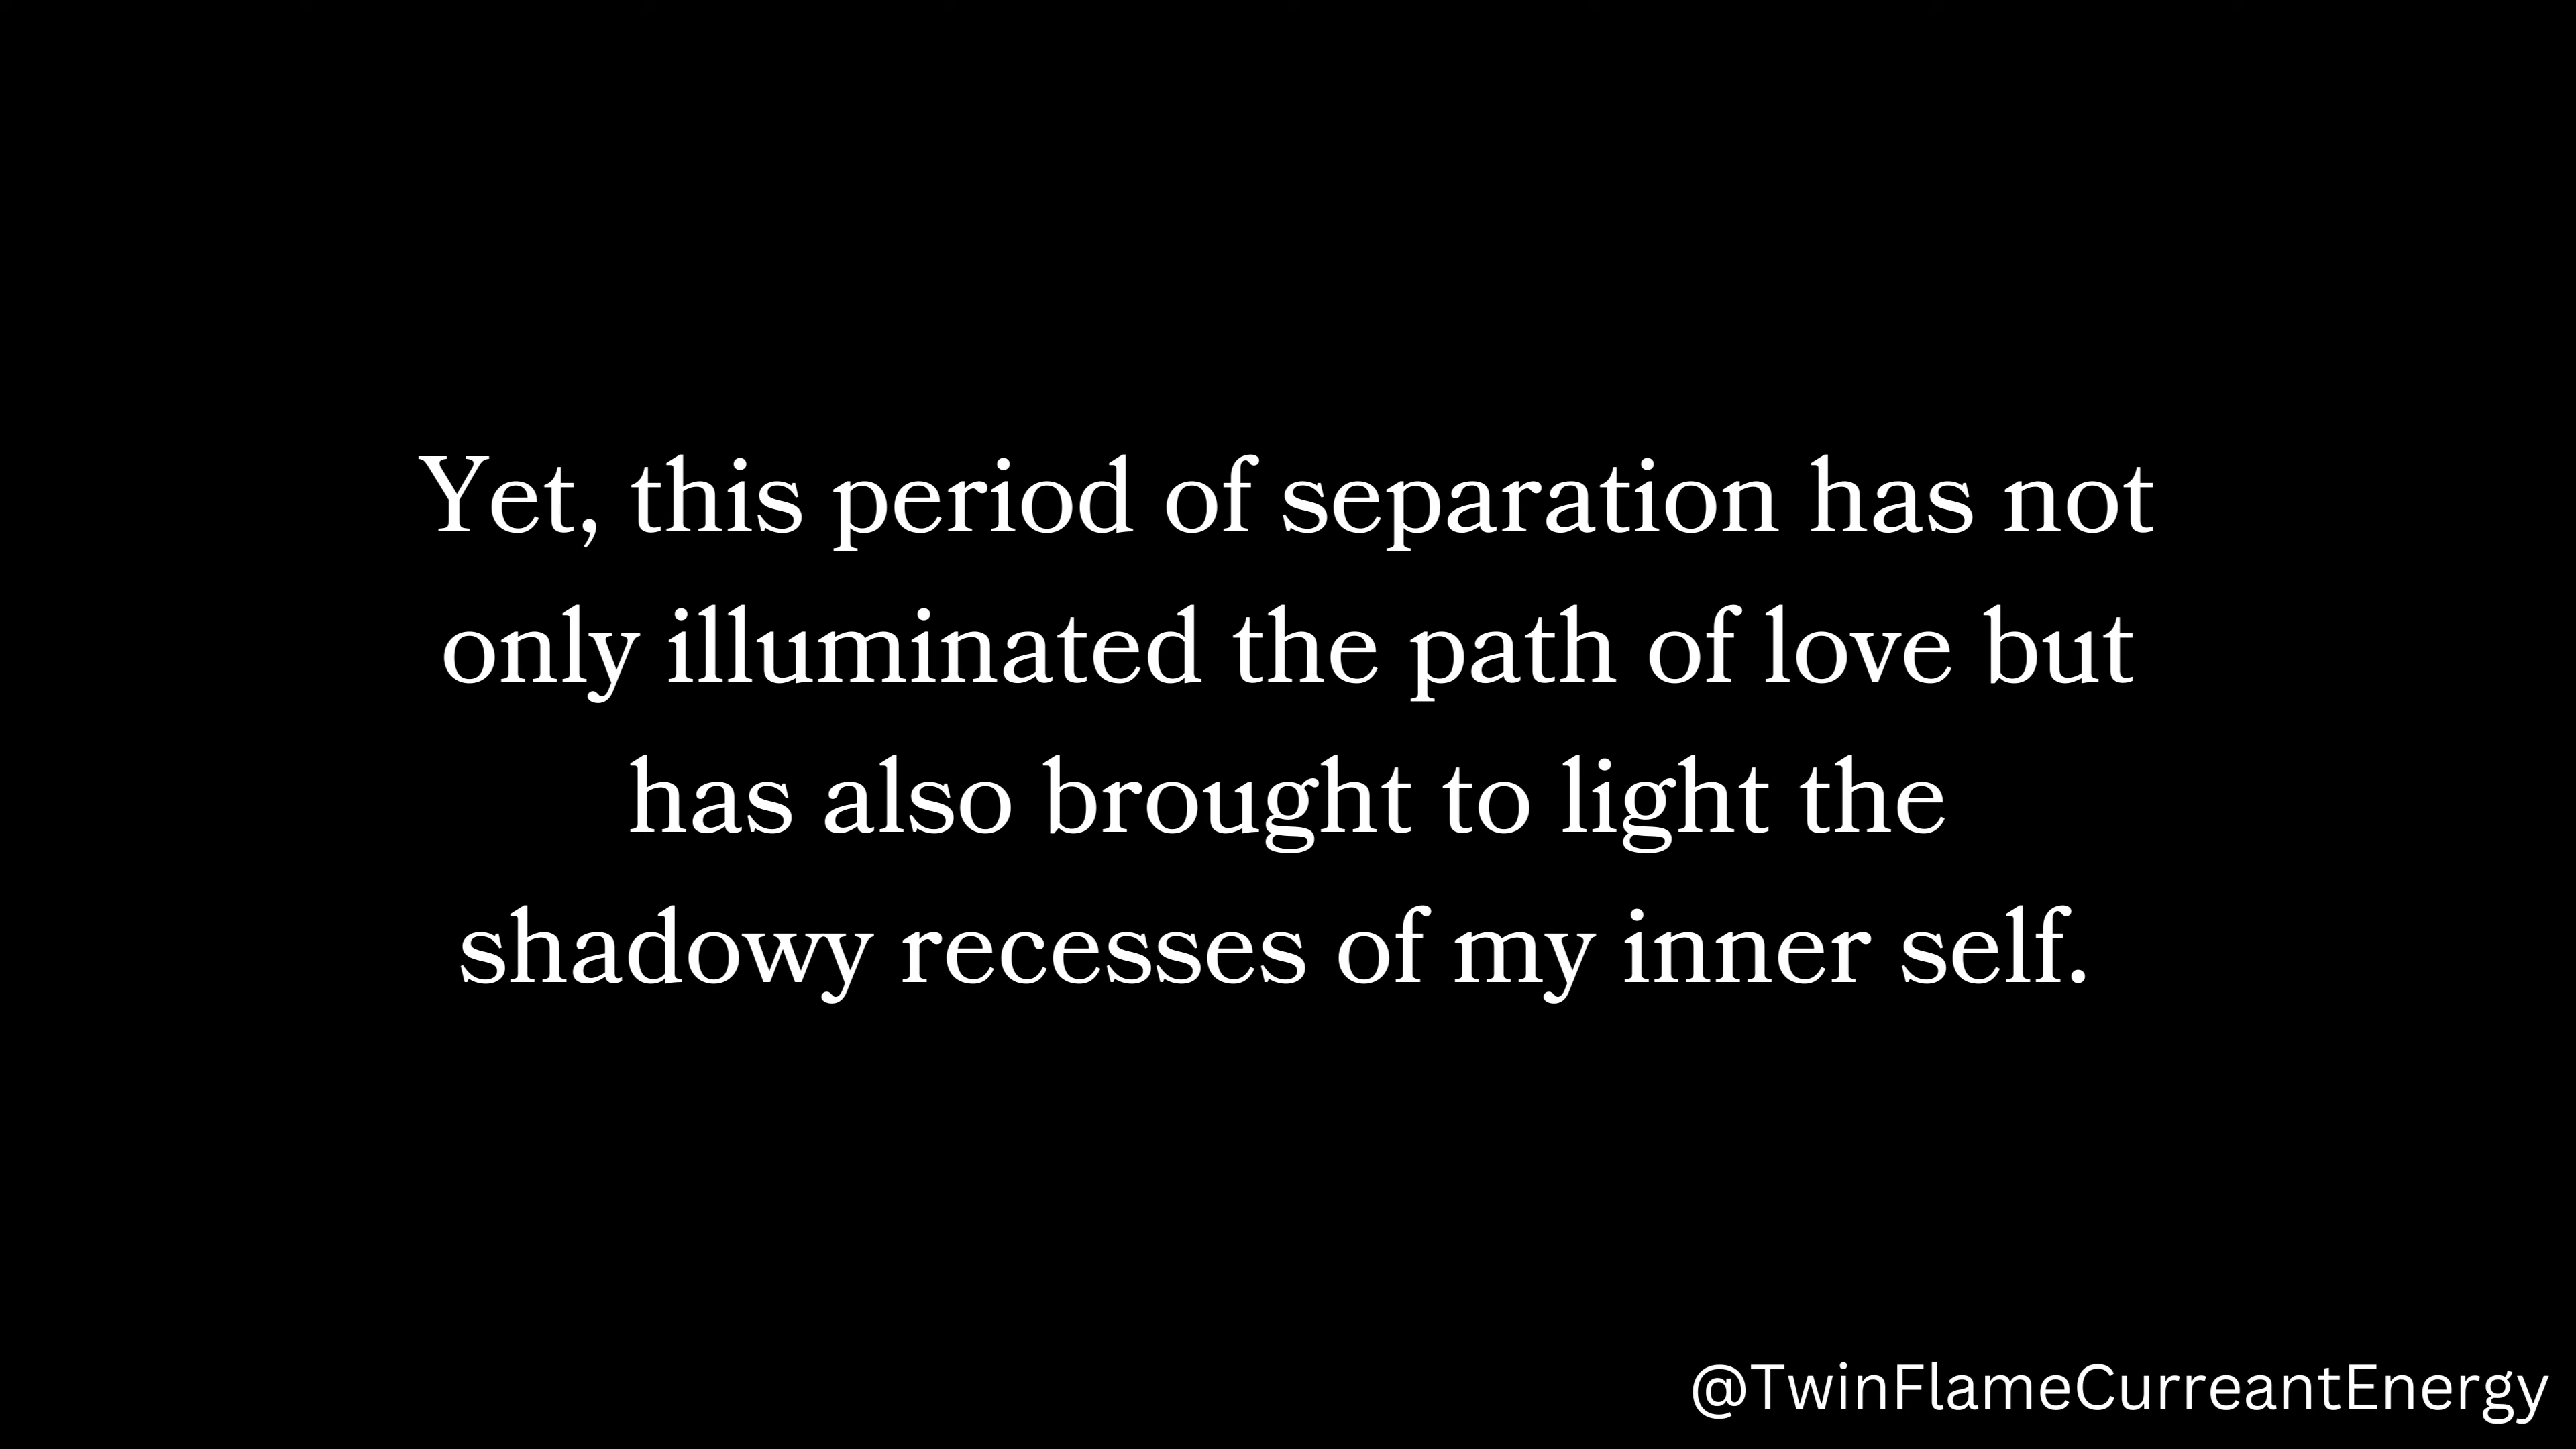 Yet, this period of separation has not
only illuminated the path of love but
has also brought to light the
shadowy recesses of my inner self.
@TwinFlameCurreantEnergy